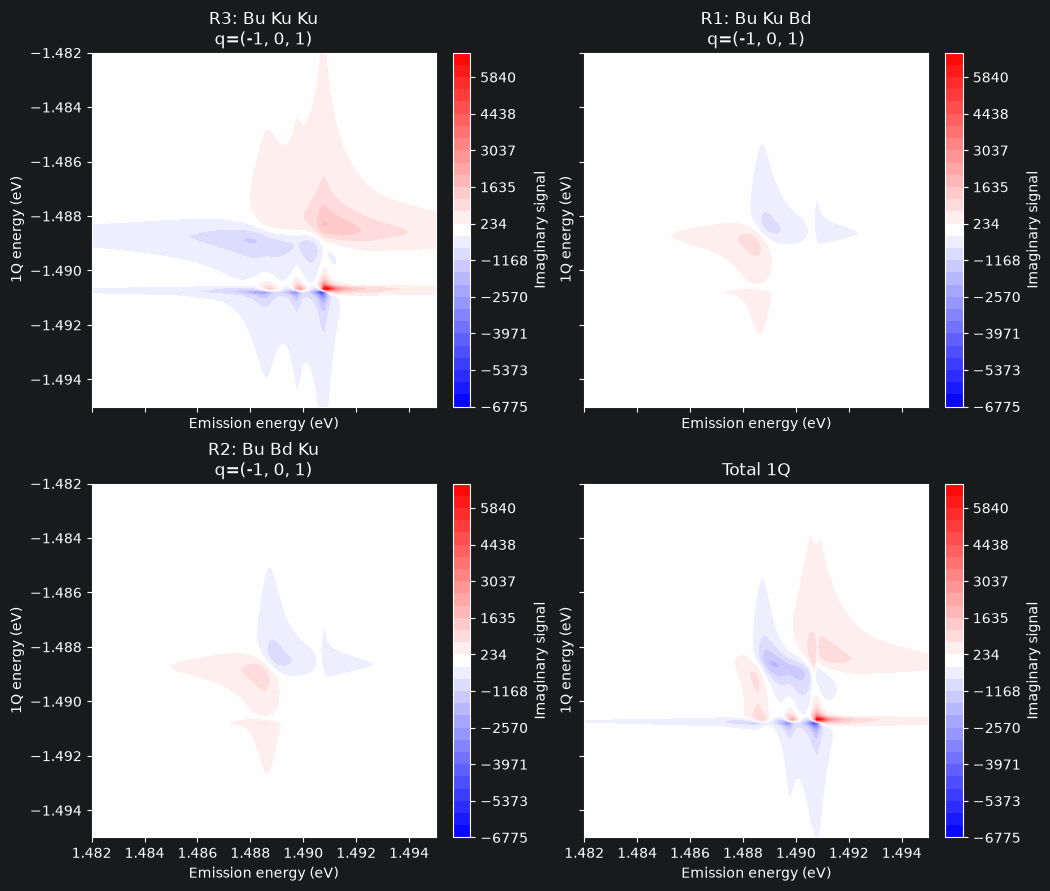 R3: Bu Ku Ku
q=(-1, 0, 1)
−1.482
−1.484
−1.486
−1.488
−1.490
−1.492
−1.494
1Q energy (eV)
Emission energy (eV)
5840
4438
3037
1635
234
−1168
−2570
−3971
−5373
−6775
Imaginary signal
R1: Bu Ku Bd
q=(-1, 0, 1)
1Q energy (eV)
Emission energy (eV)
5840
4438
3037
1635
234
−1168
−2570
−3971
−5373
−6775
Imaginary signal
R2: Bu Bd Ku
q=(-1, 0, 1)
−1.482
−1.484
−1.486
−1.488
−1.490
−1.492
−1.494
1Q energy (eV)
1.482 1.484 1.486 1.488 1.490 1.492 1.494
Emission energy (eV)
5840
4438
3037
1635
234
−1168
−2570
−3971
−5373
−6775
Imaginary signal
Total 1Q
1Q energy (eV)
1.482 1.484 1.486 1.488 1.490 1.492 1.494
Emission energy (eV)
5840
4438
3037
1635
234
−1168
−2570
−3971
−5373
−6775
Imaginary signal